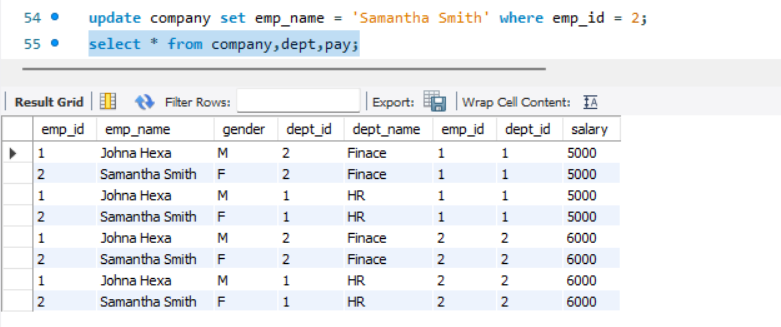 54 update company set emp_name = 'Samantha Smith' where emp_id = 2;
55 select * from company,dept,pay;
Result Grid Filter Rows: Export: Wrap Cell Content: IA
emp_id emp_name gender dept_id dept_name emp_id dept_id salary
1 Johna Hexa M 2 Finace 1 1 5000
2 Samantha Smith F 2 Finace 1 1 5000
1 Johna Hexa M 1 HR 1 1 5000
2 Samantha Smith F 1 HR 1 1 5000
1 Johna Hexa M 2 Finace 2 2 6000
2 Samantha Smith F 2 Finace 2 2 6000
1 Johna Hexa M 1 HR 2 2 6000
2 Samantha Smith F 1 HR 2 2 6000